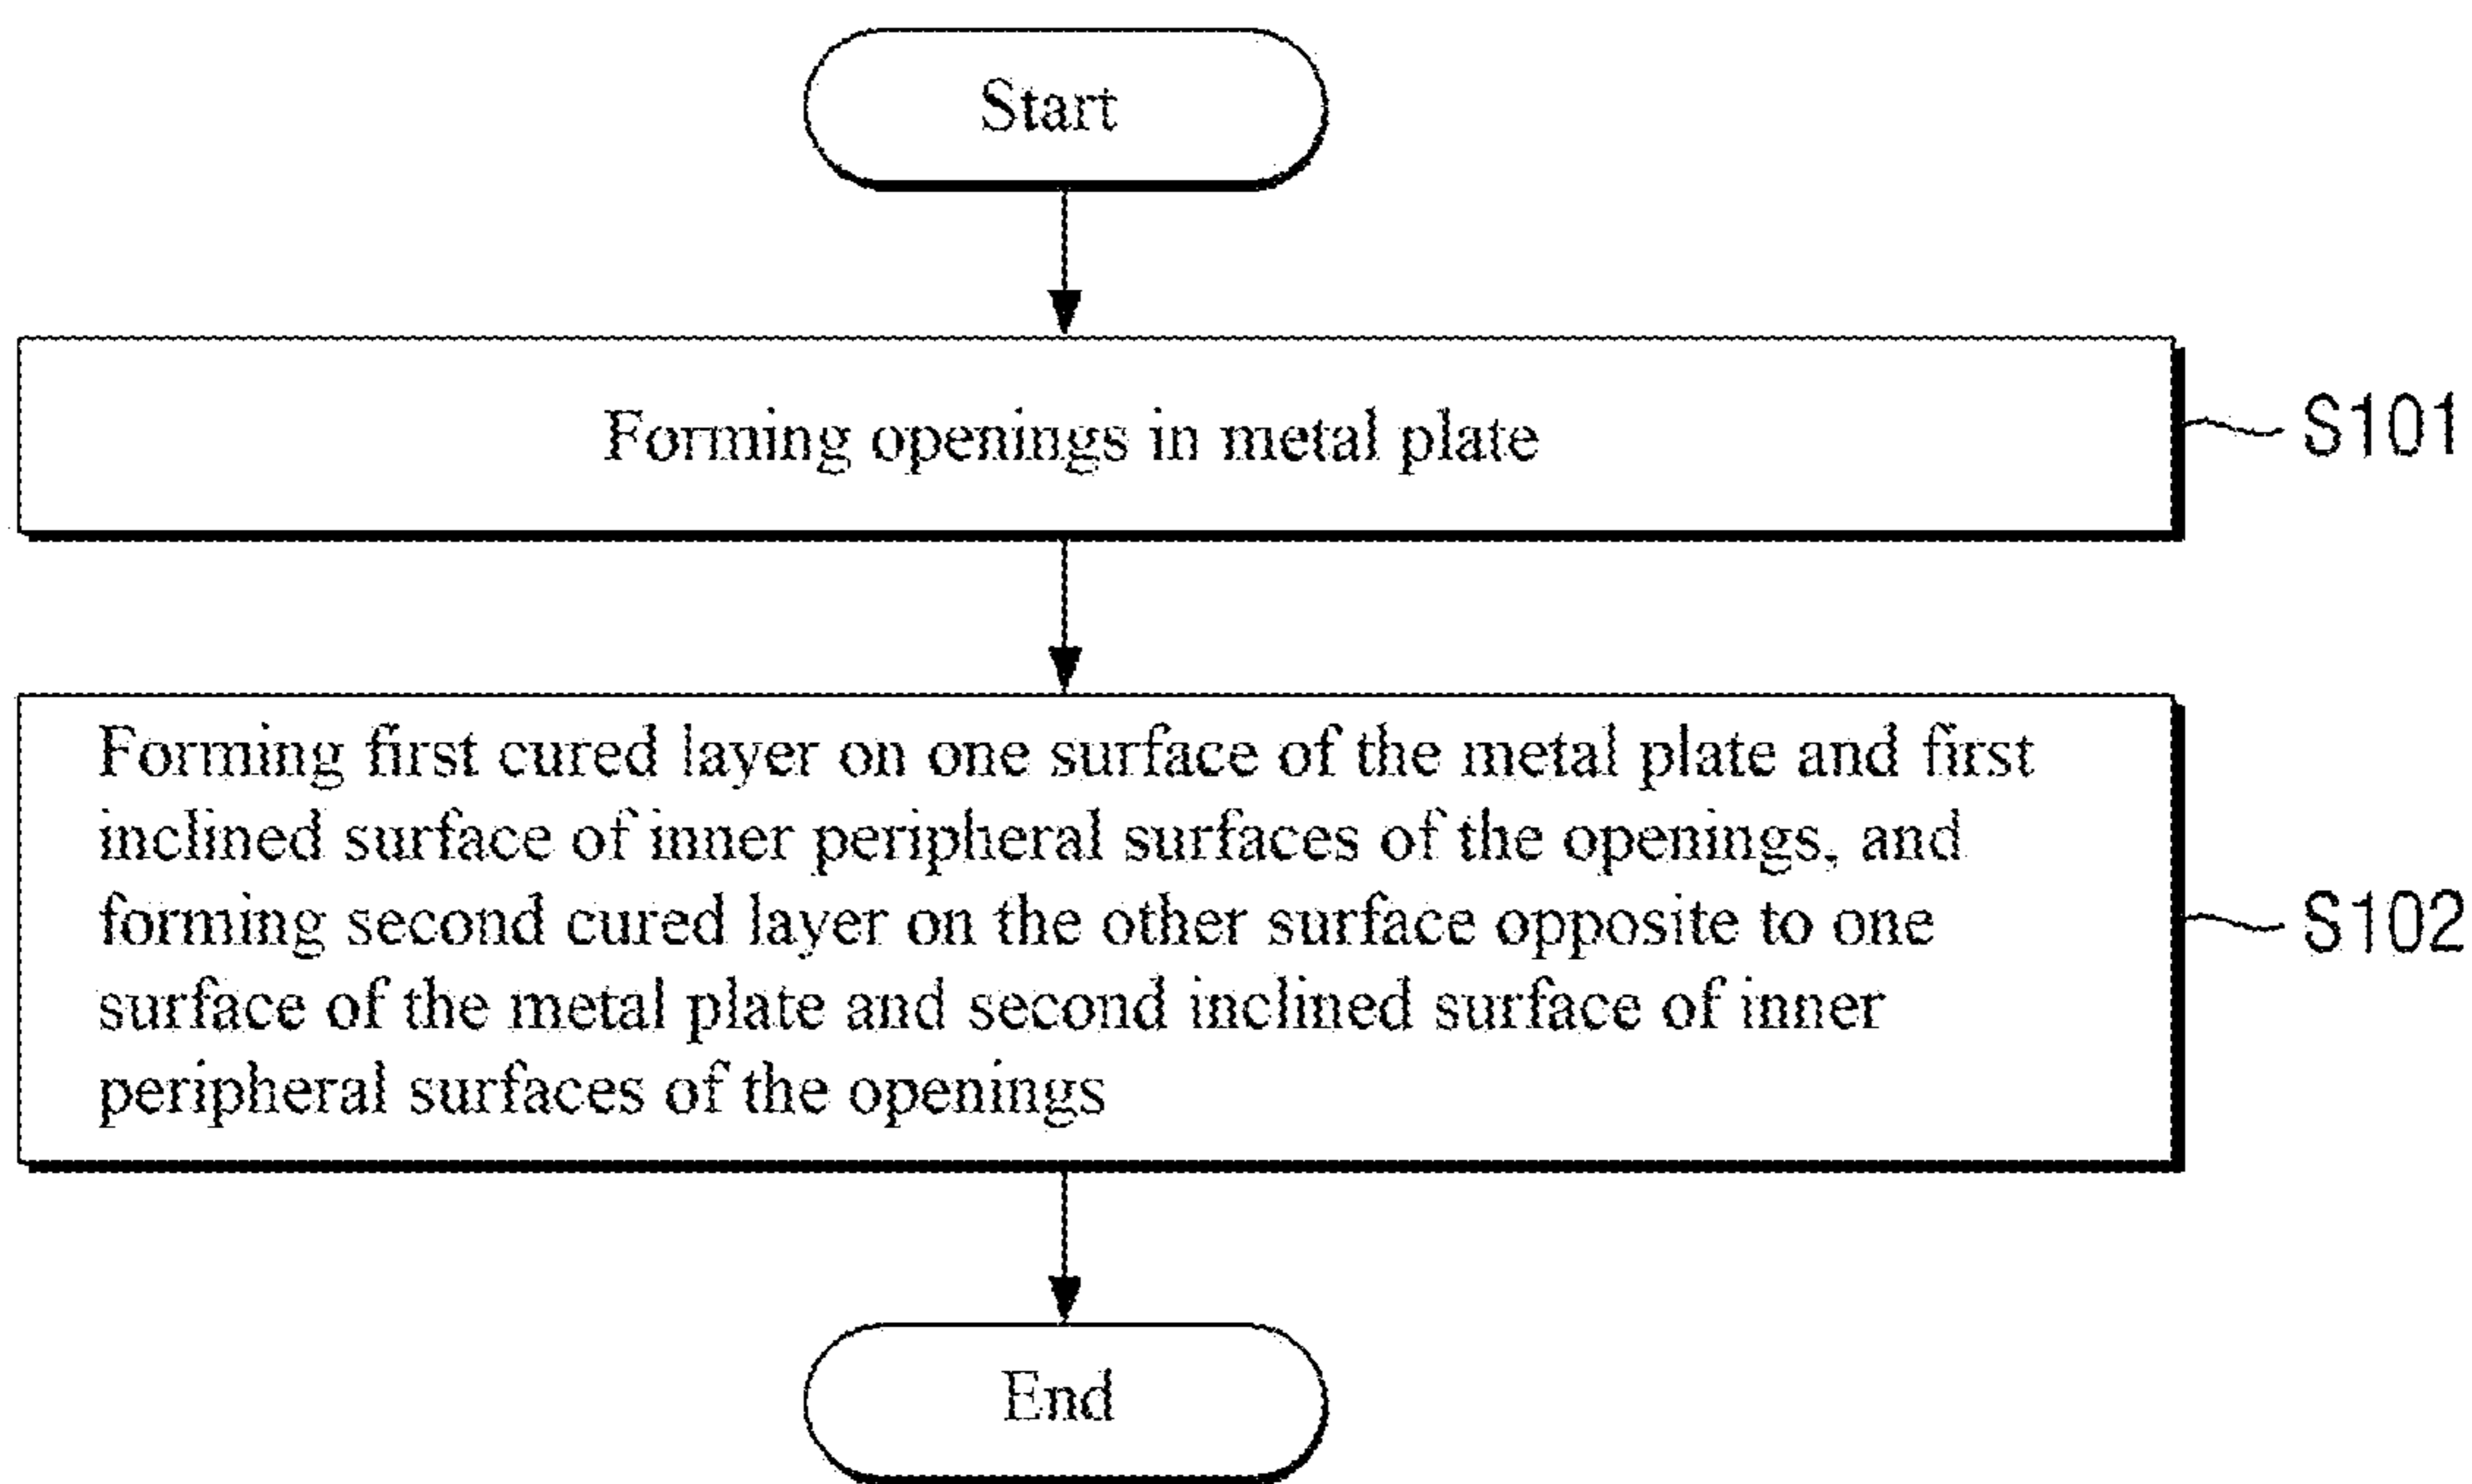 Start
Forming openings in metal plate
S101
Forming first cured layer on one surface of the metal plate and first
inclined surface of inner peripheral surfaces of the openings, and
forming second cured layer on the other surface opposite to one
surface of the metal plate and second inclined surface of inner
peripheral surfaces of the openings
S102
End